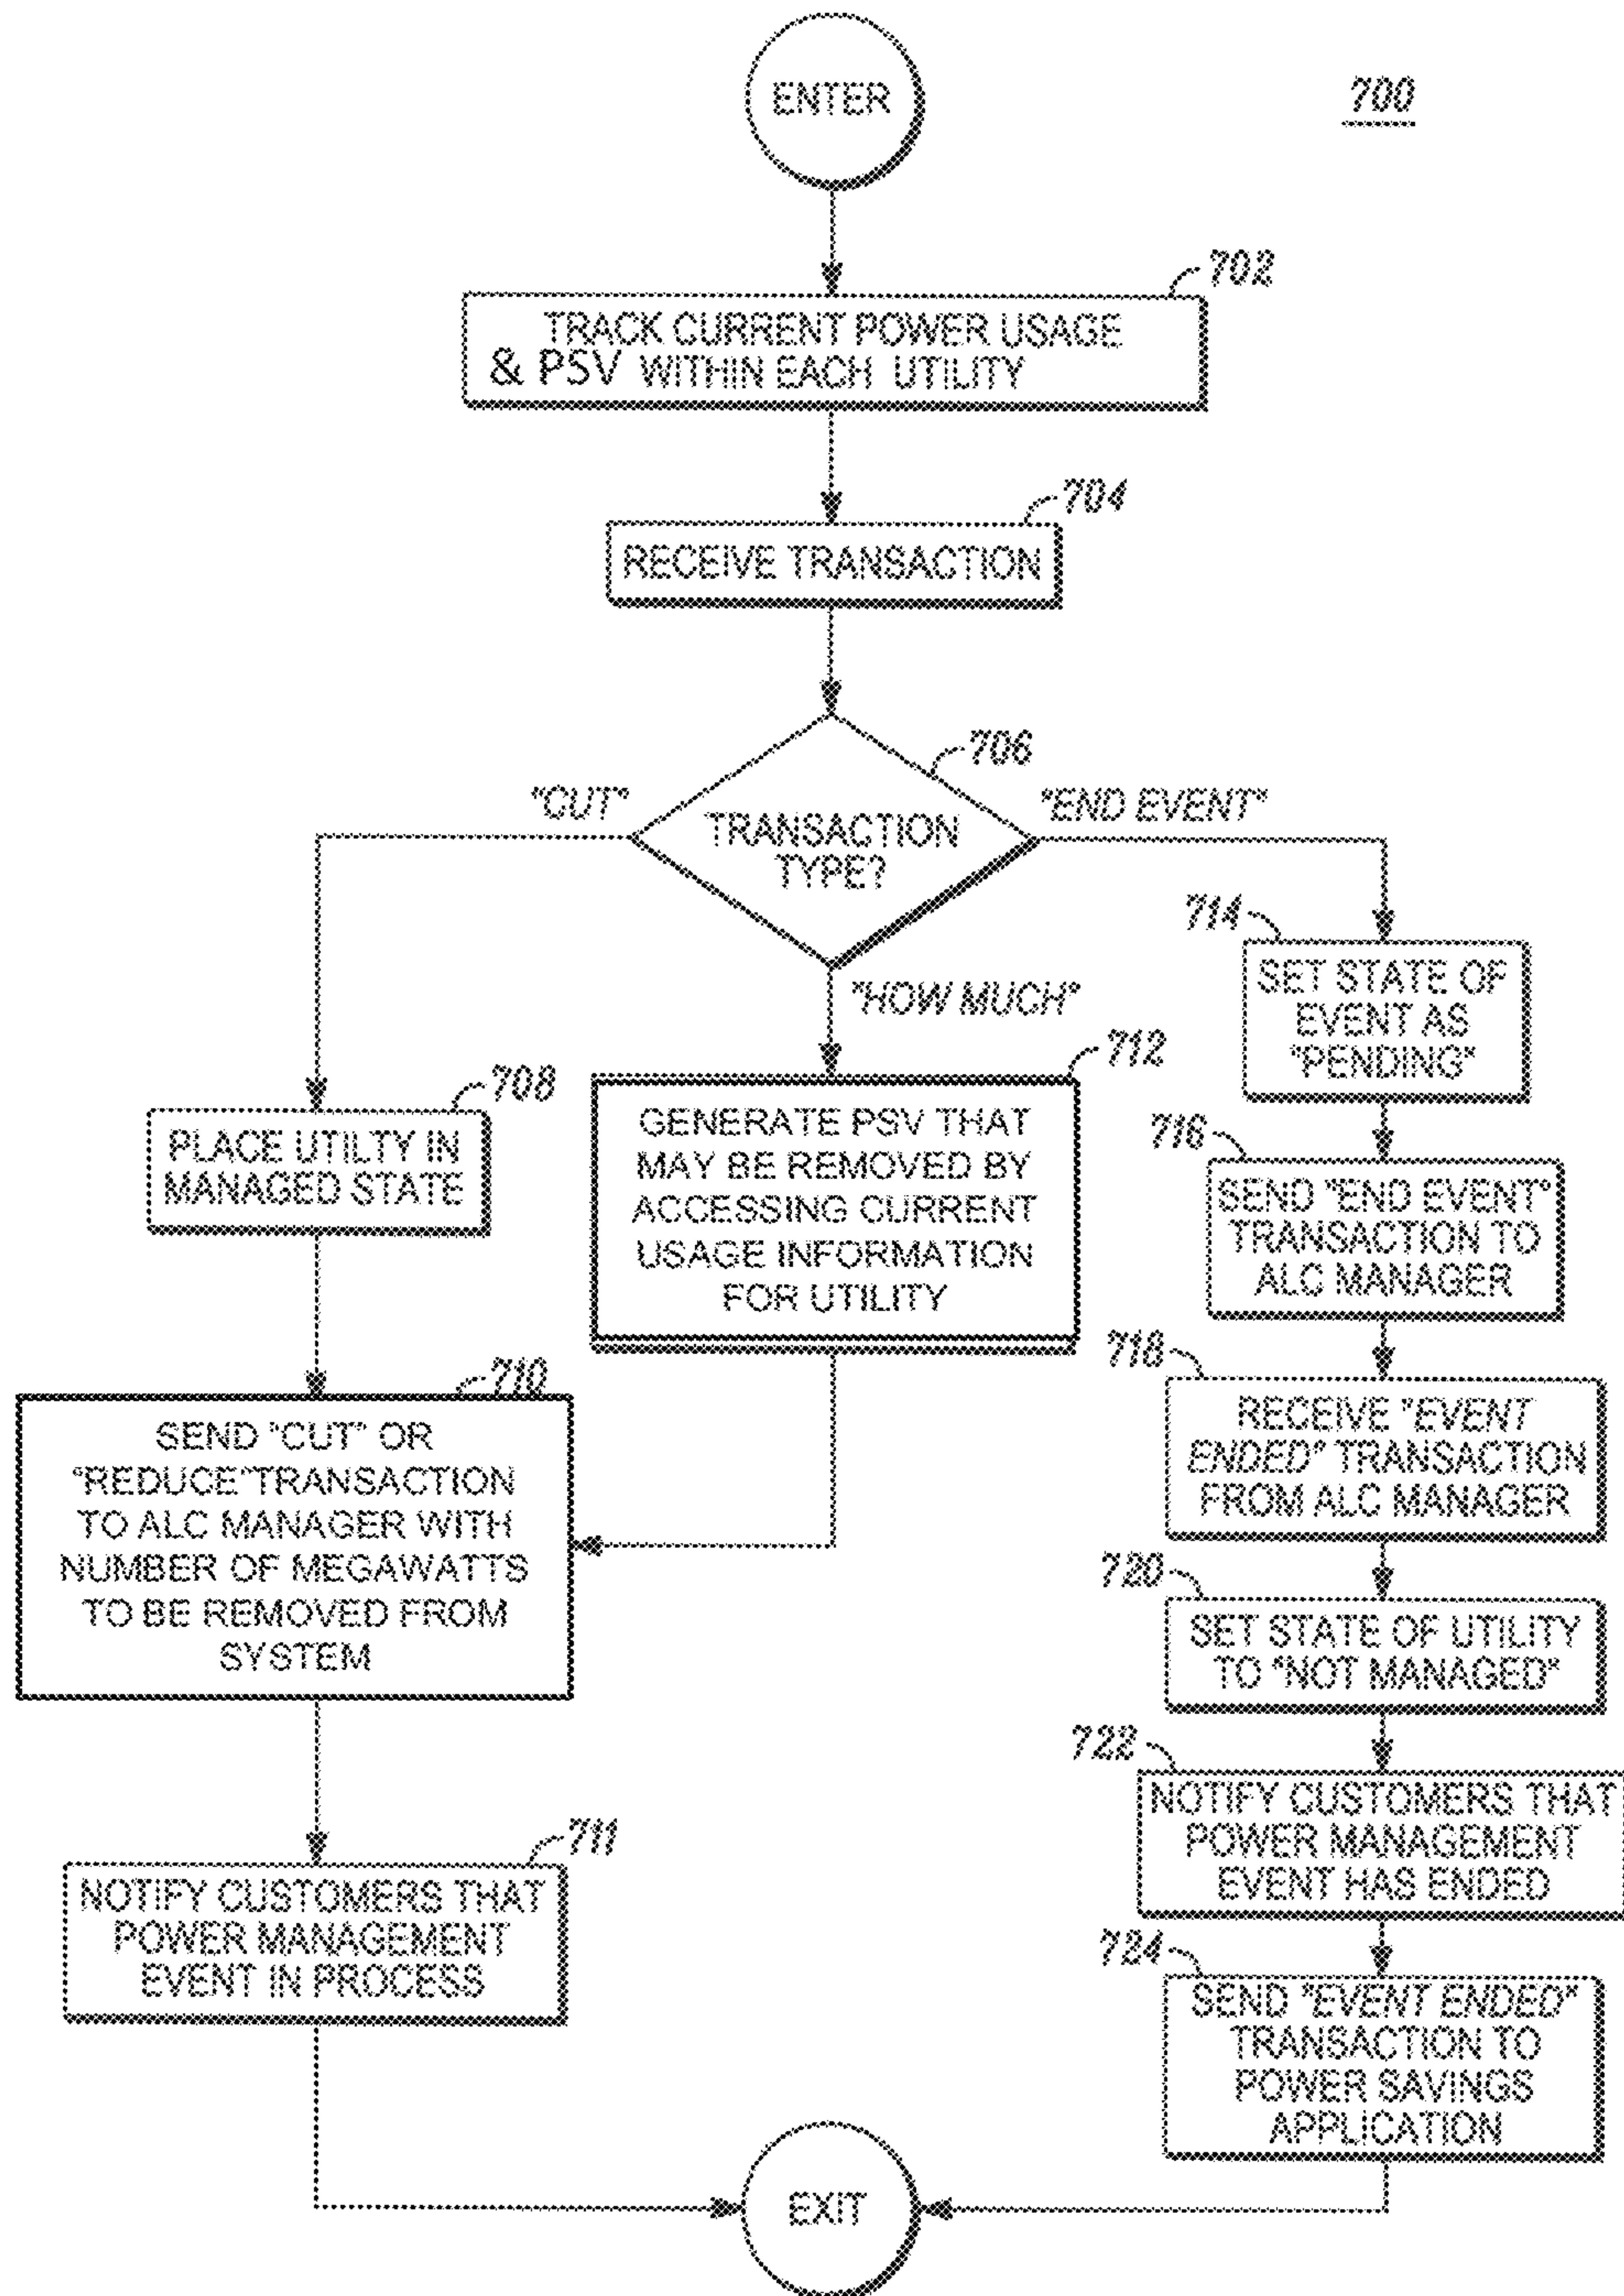 ENTER
700
702
TRACK CURRENT POWER USAGE
& PSV WITHIN EACH UTILITY
704
RECEIVE TRANSACTION
706
TRANSACTION
TYPE?
"CUT"
"END EVENT"
"HOW MUCH"
708
PLACE UTILTY IN
MANAGED STATE
710
SEND "CUT" OR
"REDUCE"TRANSACTION
TO ALC MANAGER WITH
NUMBER OF MEGAWATTS
TO BE REMOVED FROM
SYSTEM
711
NOTIFY CUSTOMERS THAT
POWER MANAGEMENT
EVENT IN PROCESS
712
GENERATE PSV THAT
MAY BE REMOVED BY
ACCESSING CURRENT
USAGE INFORMATION
FOR UTILITY
714
SET STATE OF
EVENT AS
"PENDING"
716
SEND "END EVENT"
TRANSACTION TO
ALC MANAGER
718
RECEIVE "EVENT
ENDED" TRANSACTION
FROM ALC MANAGER
720
SET STATE OF UTILITY
TO "NOT MANAGED"
722
NOTIFY CUSTOMERS THAT
POWER MANAGEMENT
EVENT HAS ENDED
724
SEND "EVENT ENDED"
TRANSACTION TO
POWER SAVINGS
APPLICATION
EXIT